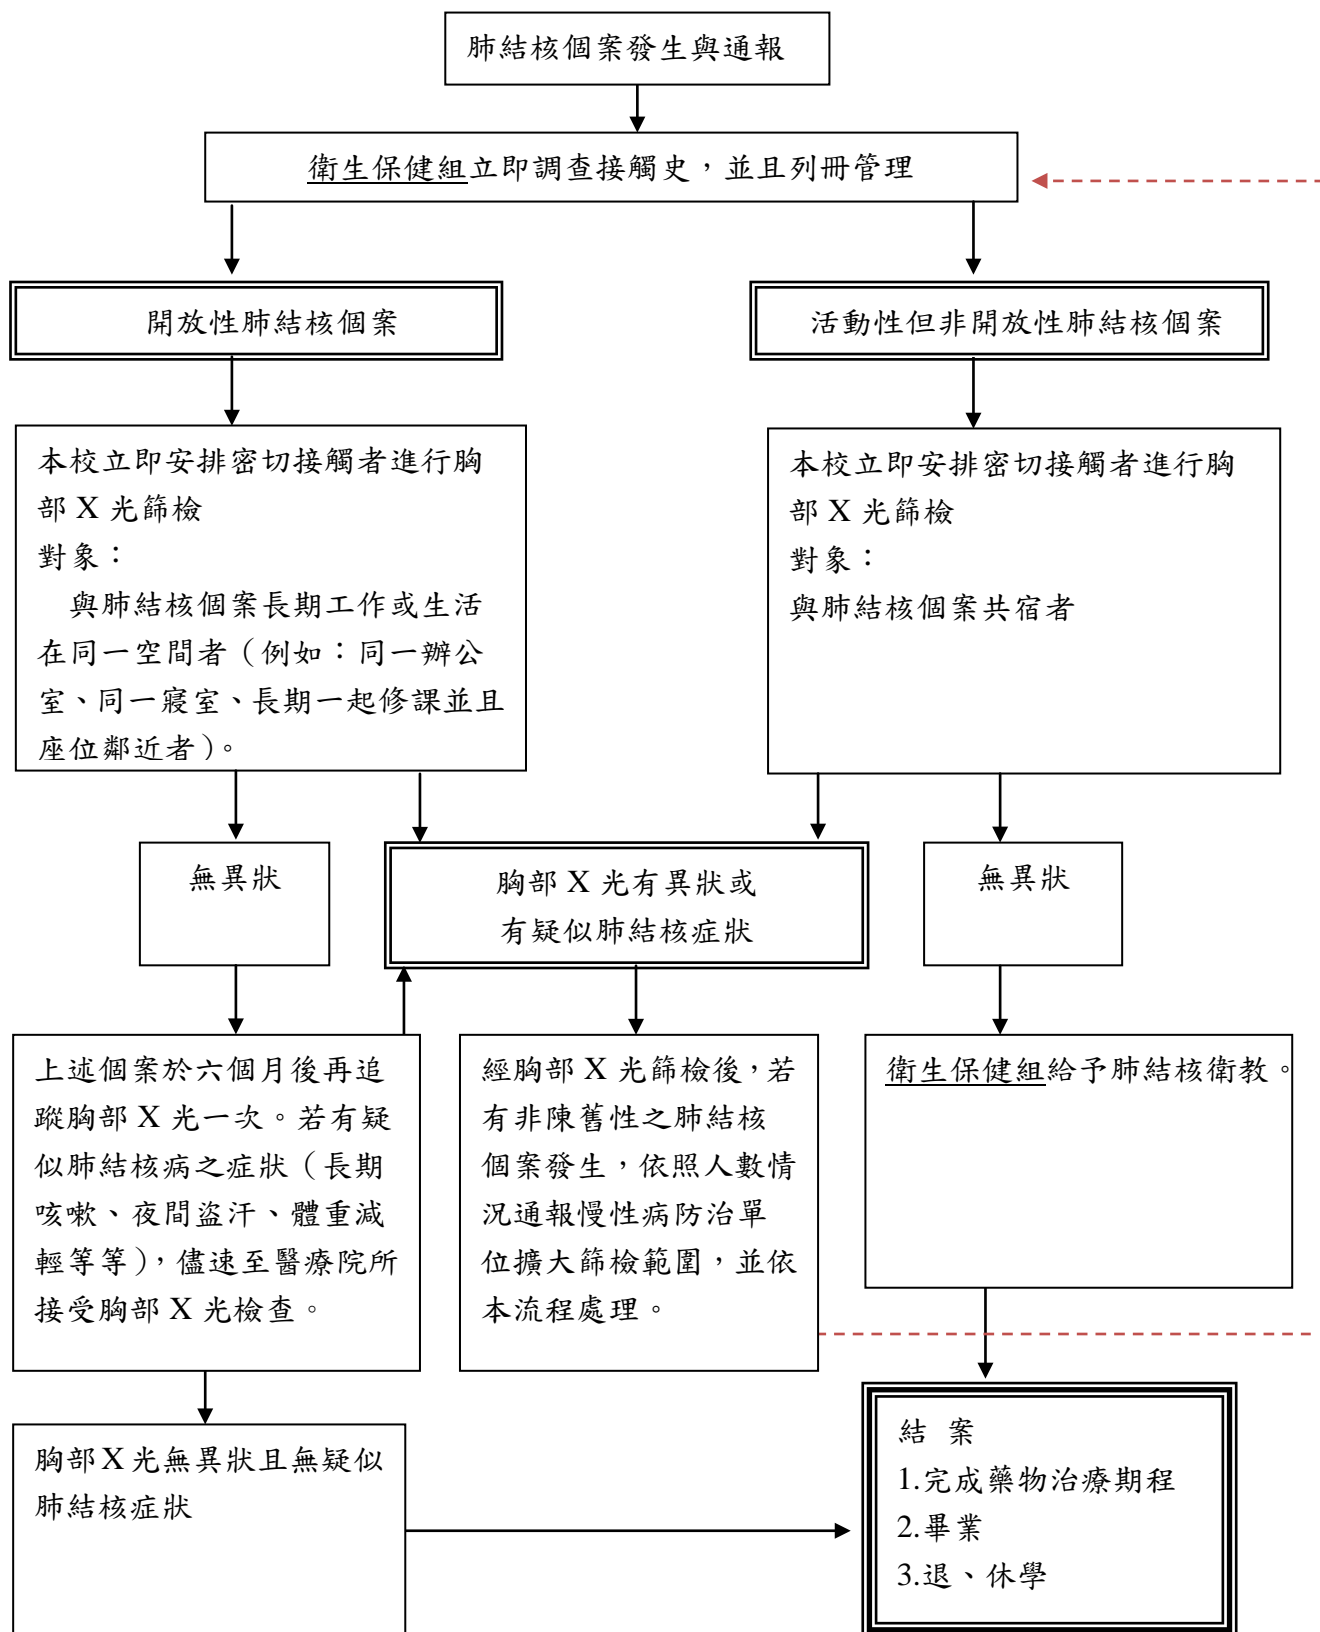 肺結核個案發生與通報
衛生保健組立即調查接觸史，並且列冊管理
開放性肺結核個案
活動性但非開放性肺結核個案
本校立即安排密切接觸者進行胸
部 X 光篩檢
對象：
與肺結核個案長期工作或生活
在同一空間者（例如：同一辦公
室、同一寢室、長期一起修課並且
座位鄰近者）。
本校立即安排密切接觸者進行胸
部 X 光篩檢
對象：
與肺結核個案共宿者
無異狀
胸部 X 光有異狀或
有疑似肺結核症狀
無異狀
上述個案於六個月後再追
蹤胸部 X 光一次。若有疑
似肺結核病之症狀（長期
咳嗽、夜間盜汗、體重減
輕等等），儘速至醫療院所
接受胸部 X 光檢查。
經胸部 X 光篩檢後，若
有非陳舊性之肺結核
個案發生，依照人數情
況通報慢性病防治單
位擴大篩檢範圍，並依
本流程處理。
衛生保健組給予肺結核衛教。
胸部 X 光無異狀且無疑似
肺結核症狀
結 案
1.完成藥物治療期程
2.畢業
3.退、休學